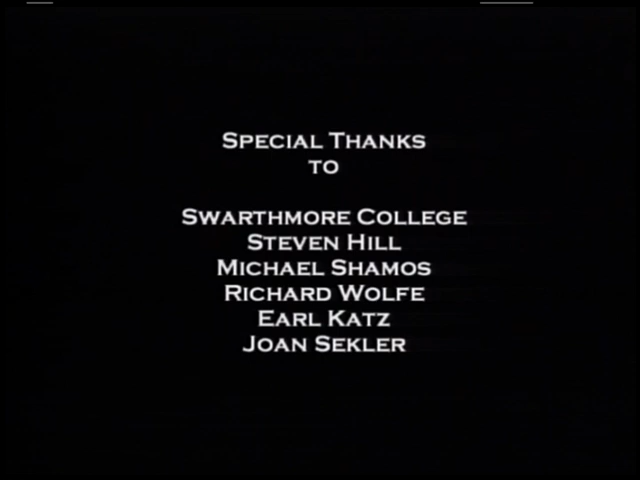 Special Thanks
to
Swarthmore College
Steven Hill
Michael Shamos
Richard Wolfe
Earl Katz
Joan Sekler